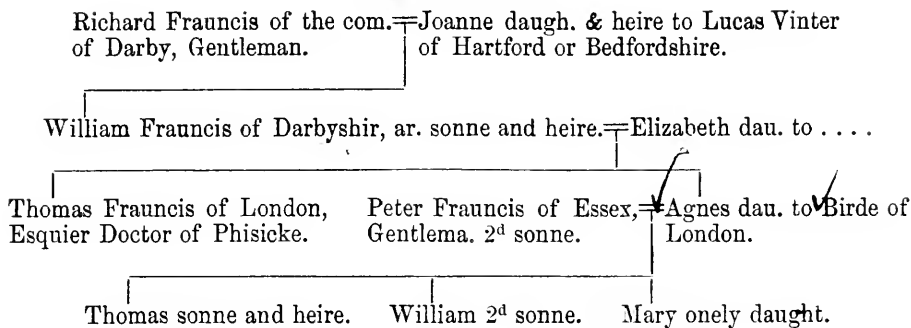 Richard Frauncis of the com.=Joanne daugh. & heire to Lucas Vinter
of Darby, Gentleman. of Hartford or Bedfordshire.
William Frauncis of Darbyshir, ar. sonne and heire.=Elizabeth dau. to . . . .
Thomas Frauncis of London,
Esquier Doctor of Phisicke.
Peter Frauncis of Essex,=Agnes dau. to Birde of
Gentlema. 2d sonne. London.
Thomas sonne and heire. William 2d sonne. Mary onely daught.